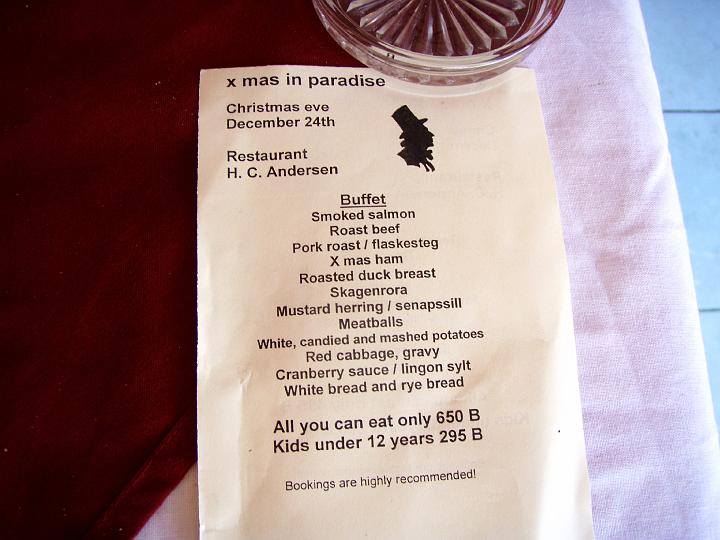 x mas in paradise
Christmas eve
December 24th
Restaurant
H. C. Andersen
Buffet
Smoked salmon
Roast beef
Pork roast / flaskesteg
X mas ham
Roasted duck breast
Skagenrora
Mustard herring / senapssill
Meatballs
White, candied and mashed potatoes
Red cabbage, gravy
Cranberry sauce / lingon sylt
White bread and rye bread
All you can eat only 650 B
Kids under 12 years 295 B
Bookings are highly recommended!